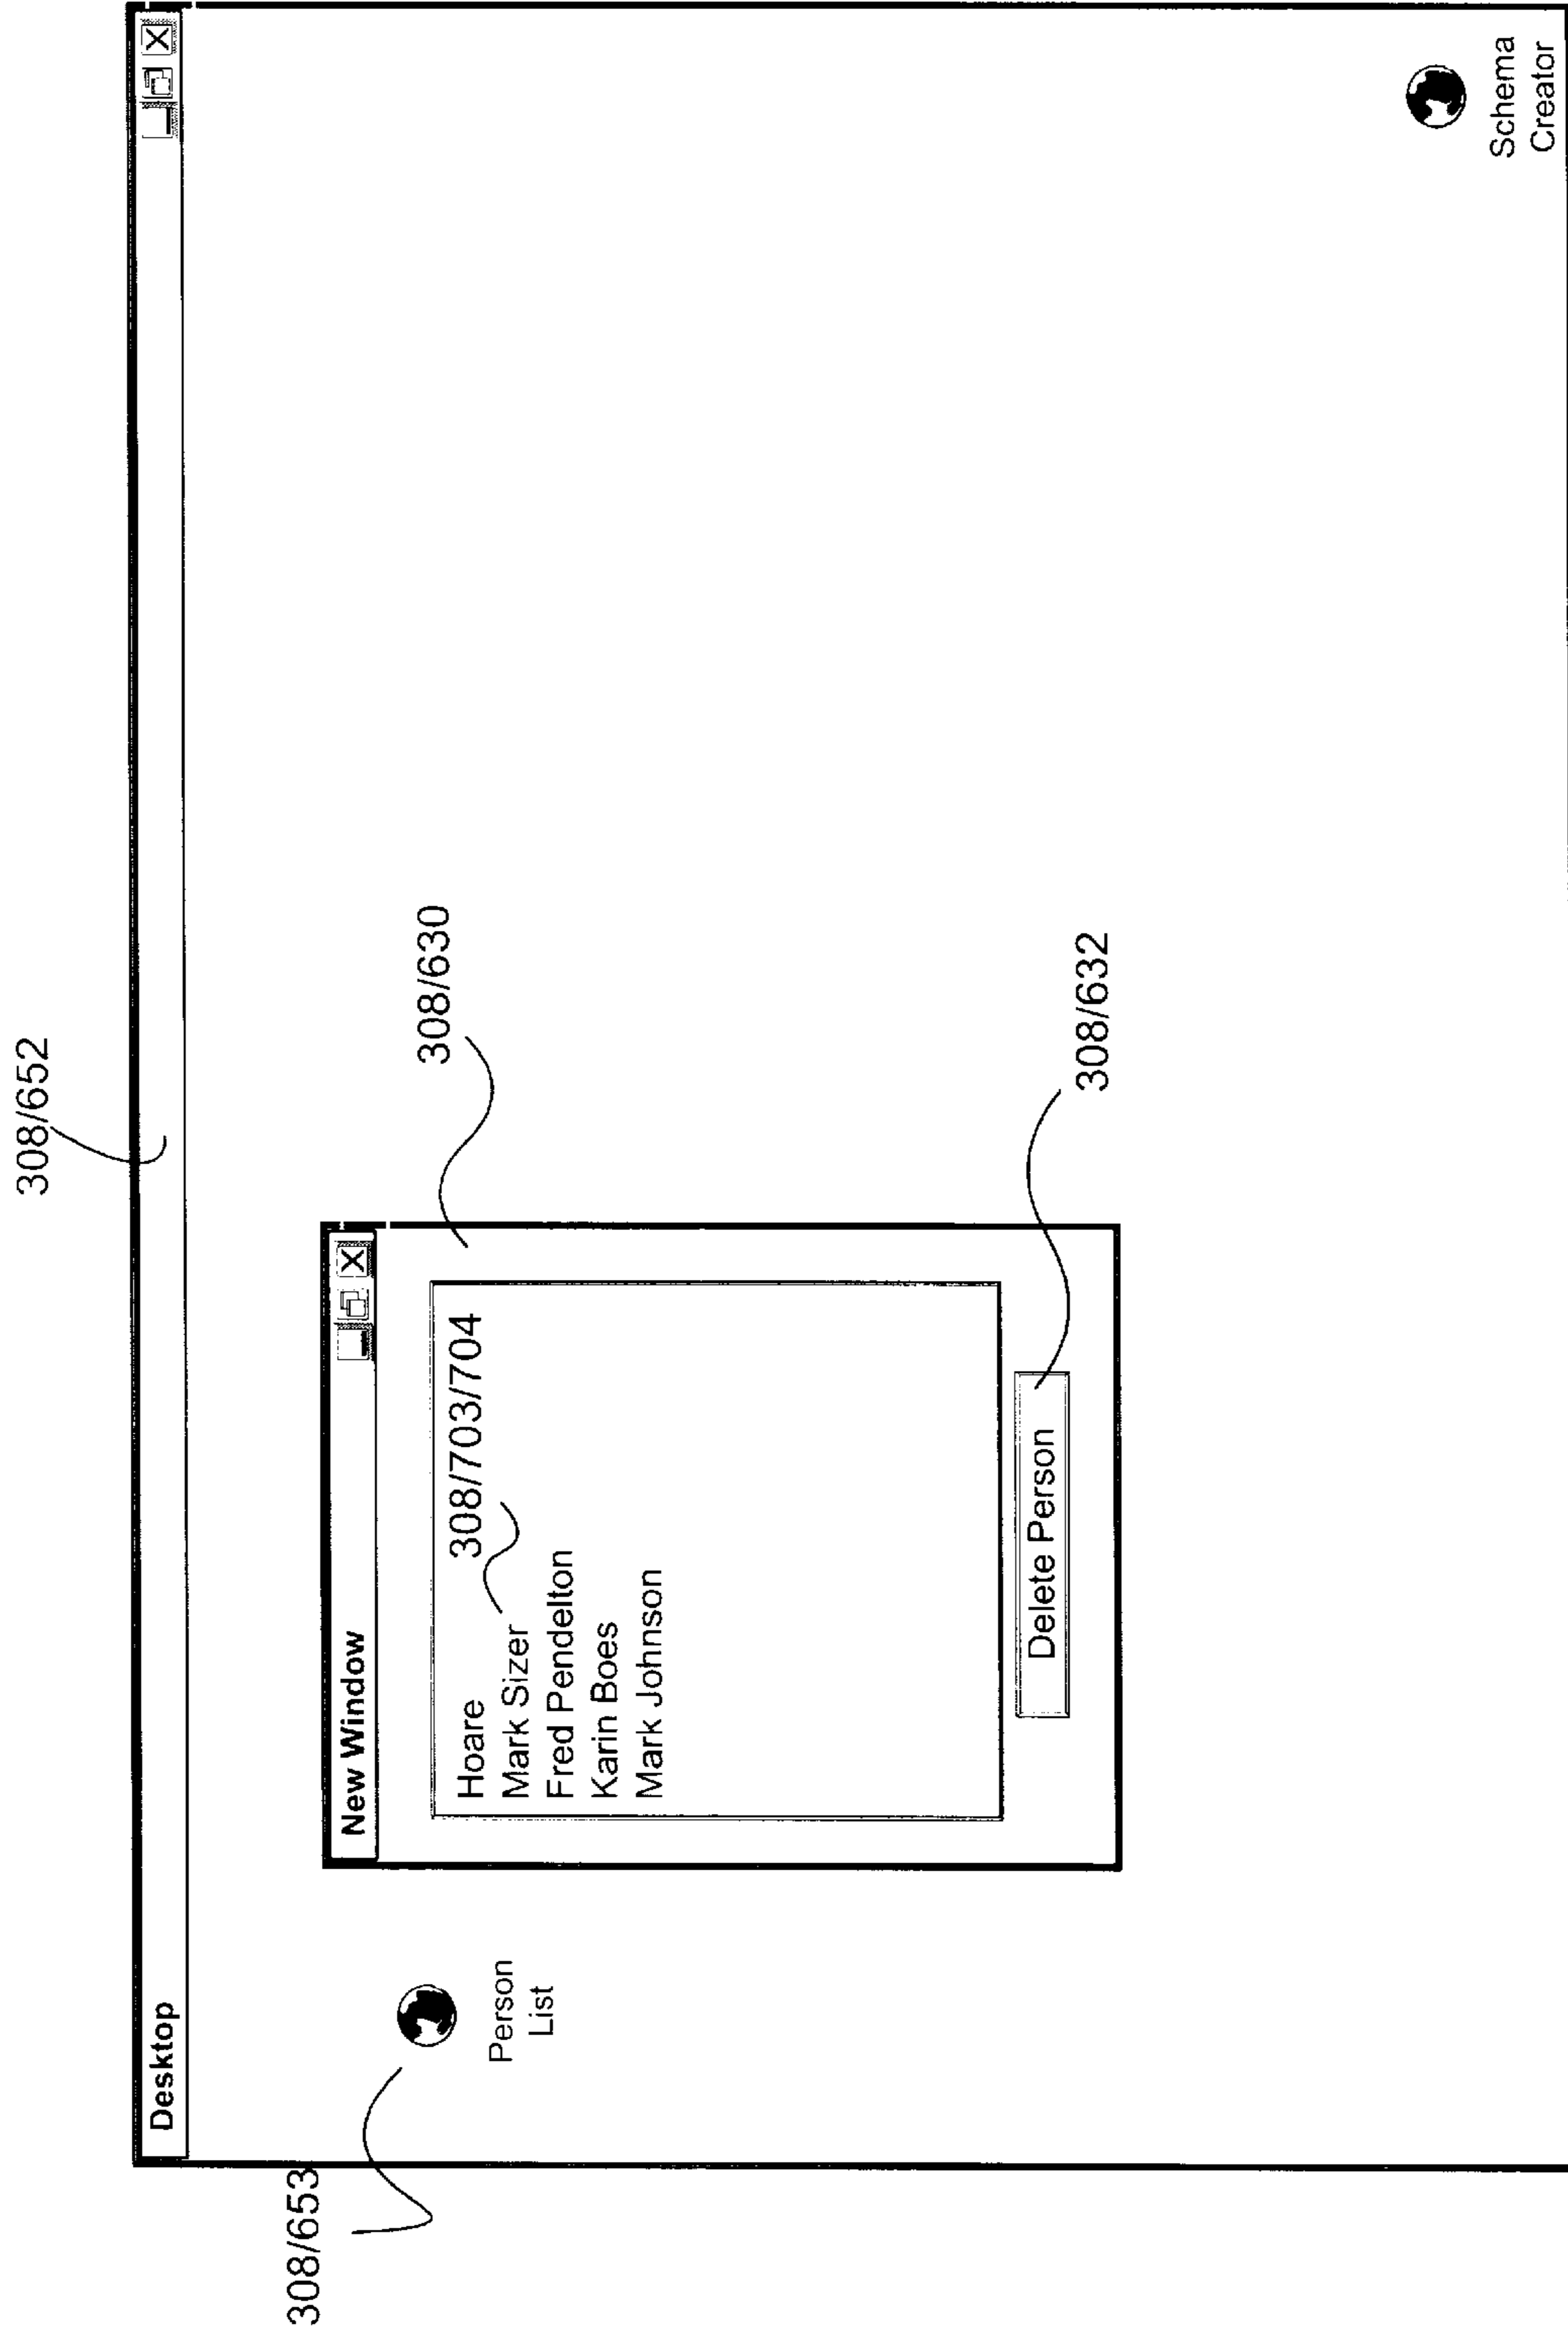 308/652
Desktop
308/653
New Window
308/630
Person
List
Hoare
308/703/704
Mark Sizer
Fred Pendelton
Karin Boes
Mark Johnson
Delete Person
308/632
Schema
Creator